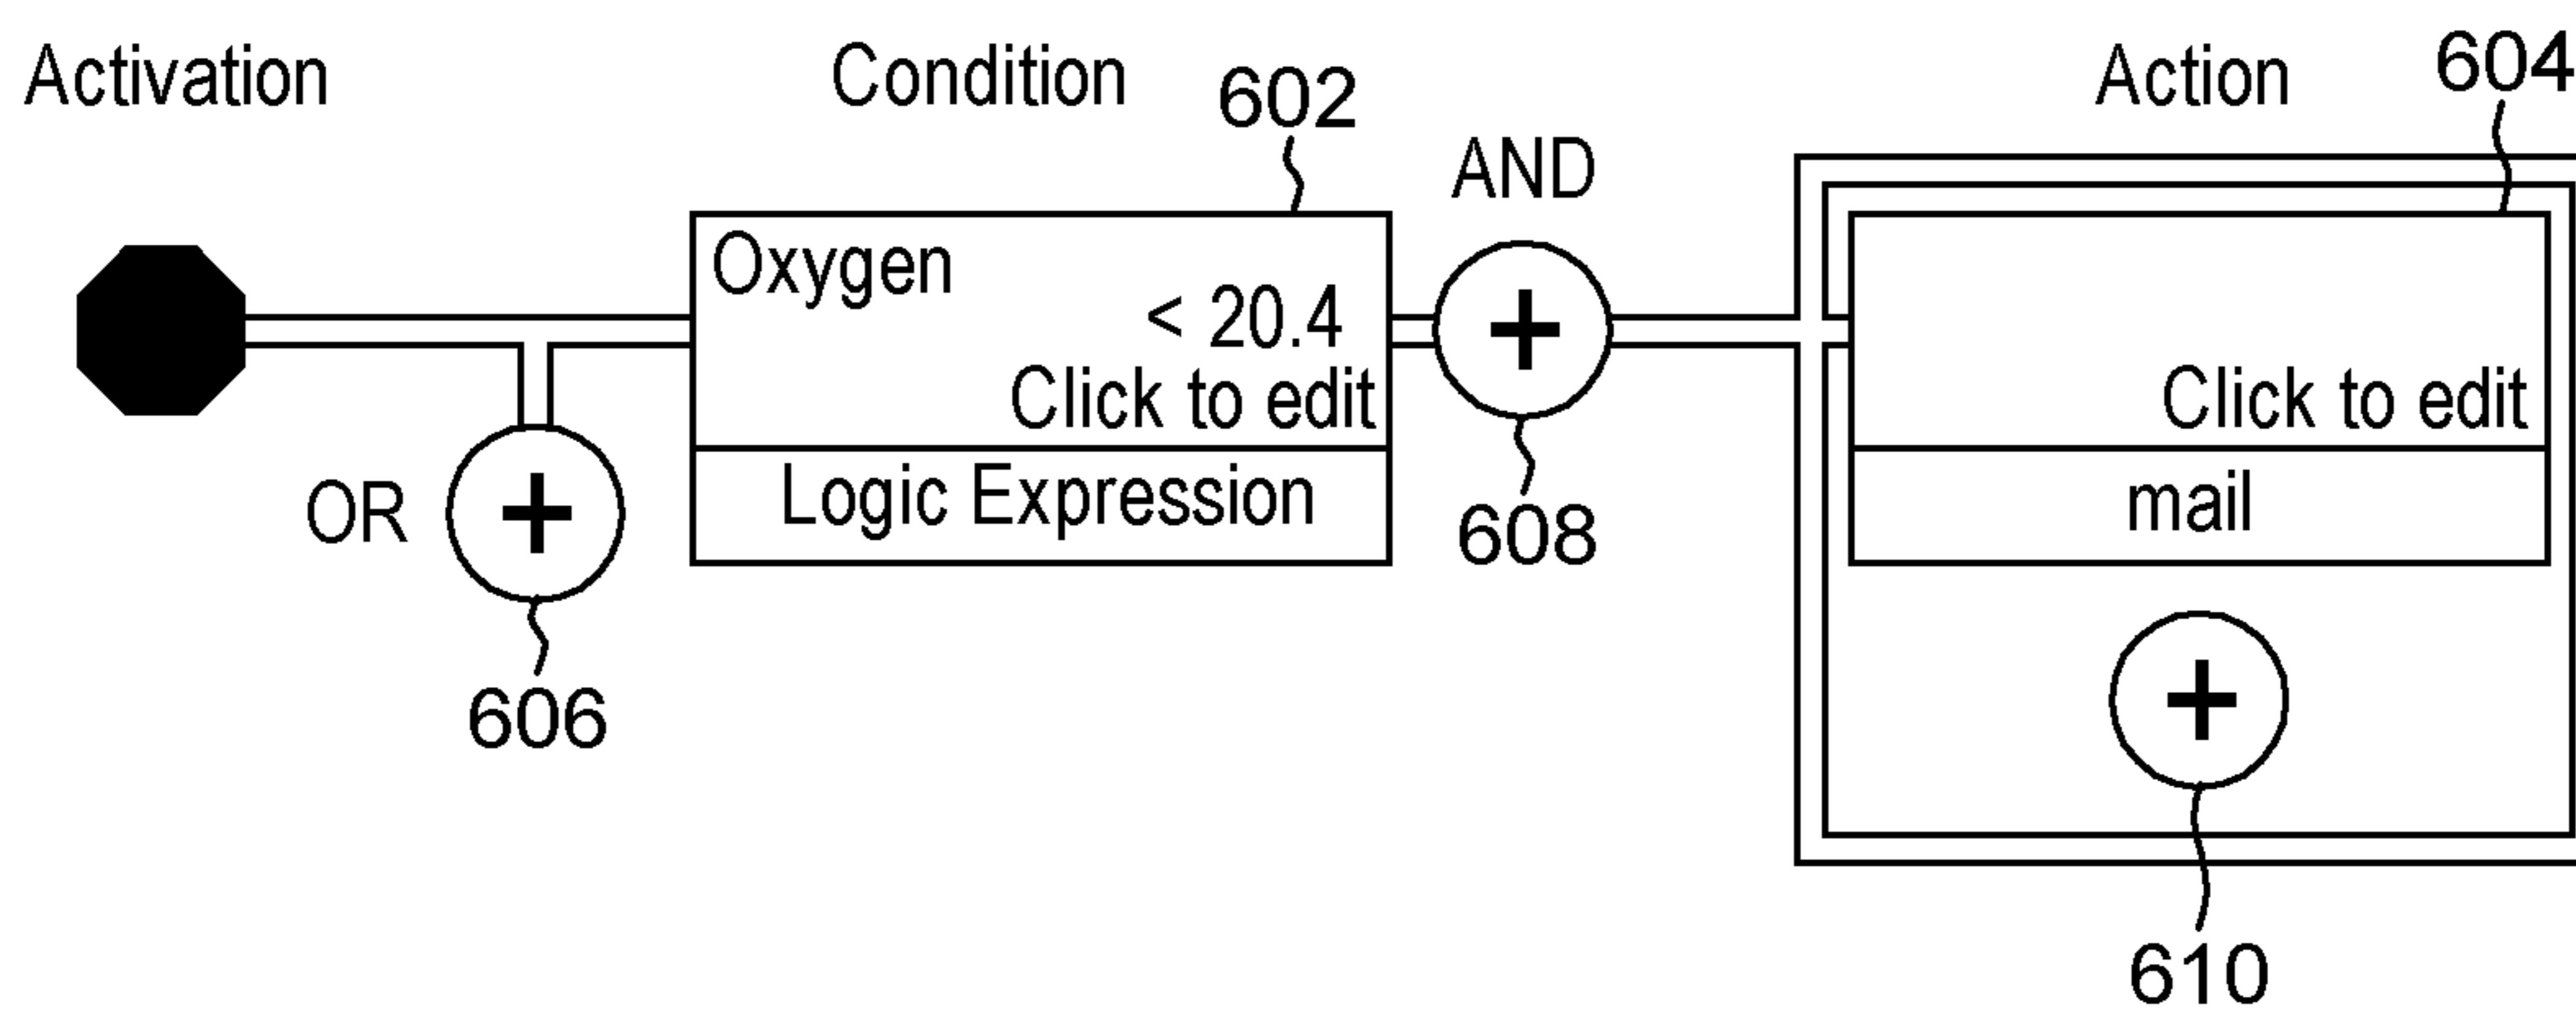 Activation
Condition
602
AND
Action
604
Oxygen
< 20.4
Click to edit
Logic Expression
OR
606
608
Click to edit
mail
610